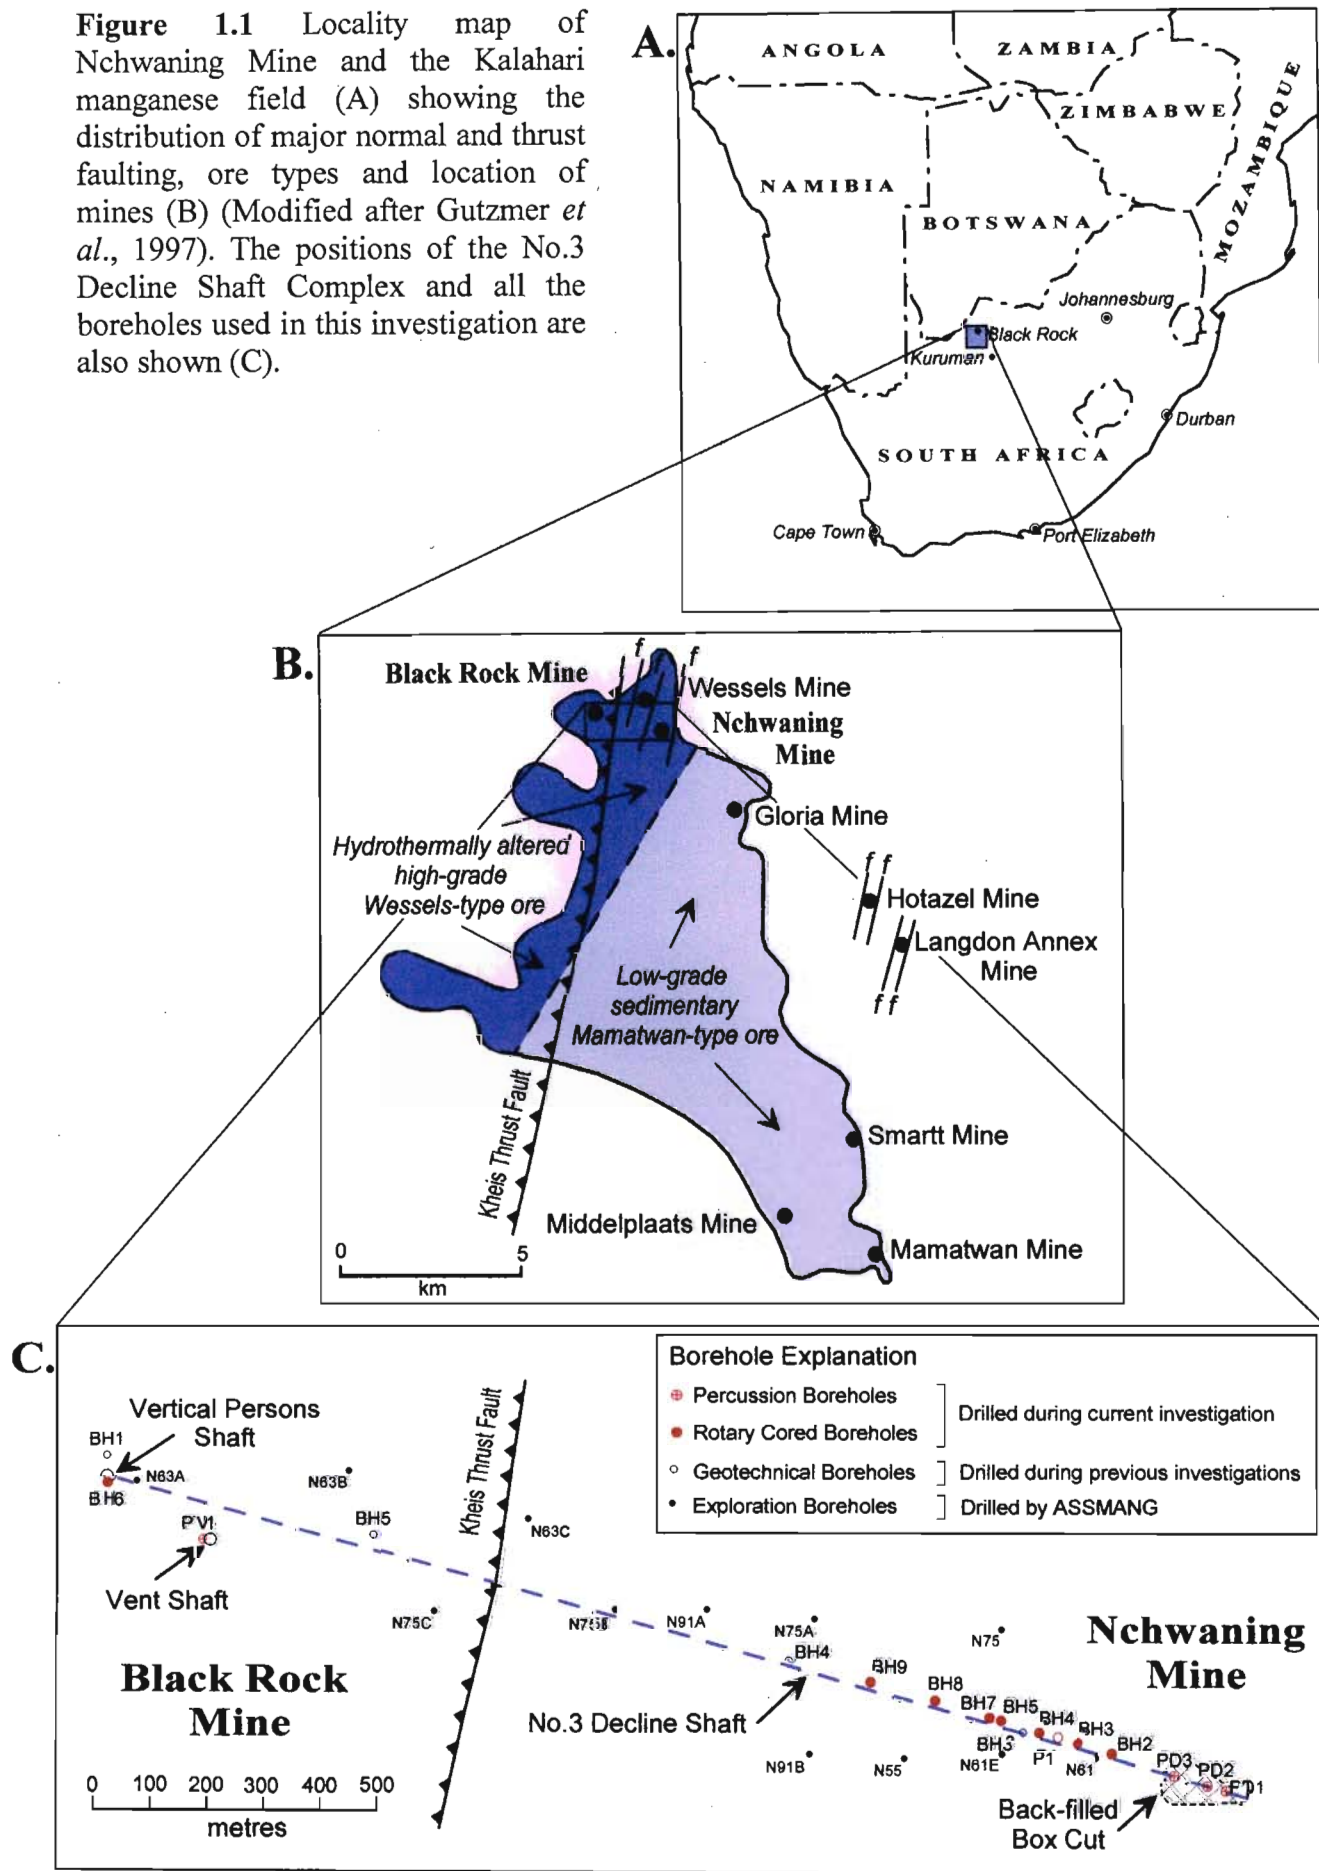 Figure 1.1 Locality map of
Nchwaning Mine and the Kalahari
manganese field (A) showing the
distribution of major normal and thrust
faulting, ore types and location of
mines (B) (Modified after Gutzmer et
al., 1997). The positions of the No.3
Decline Shaft Complex and all the
boreholes used in this investigation are
also shown (C).
A.
ANGOLA
ZAMBIA
ZIMBABWE
MOZAMBIQUE
NAMIBIA
BOTSWANA
Johannesburg
Black Rock
Kuruman
Durban
SOUTH AFRICA
Cape Town
Port Elizabeth
B.
Black Rock Mine
f
f
Wessels Mine
Nchwaning
Mine
Gloria Mine
Hydrothermally altered
high-grade
Wessels-type ore
f f
Hotazel Mine
Langdon Annex
Mine
f f
Low-grade
sedimentary
Mamatwan-type ore
Kheis Thrust Fault
Smartt Mine
Middelplaats Mine
Mamatwan Mine
0 5
km
C.
Borehole Explanation
Percussion Boreholes
Rotary Cored Boreholes
Drilled during current investigation
Geotechnical Boreholes
Drilled during previous investigations
Exploration Boreholes
Drilled by ASSMANG
Vertical Persons
Shaft
BH1
N63A
BH6
N63B
BH5
PV1
Vent Shaft
Kheis Thrust Fault
N63C
N75C
N91A
N75A
BH4
N75
BH9
BH8
BH7
BH5
BH4
BH3
BH2
BH3
P1
N61
N61E
N91B
N55
PD3
PD2
PD1
No.3 Decline Shaft
Black Rock
Mine
Nchwaning
Mine
Back-filled
Box Cut
0 100 200 300 400 500
metres